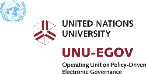 UNITED NATIONS
UNIVERSITY
UNU-EGOV
Operating Unit on Policy-Driven
Electronic Governance